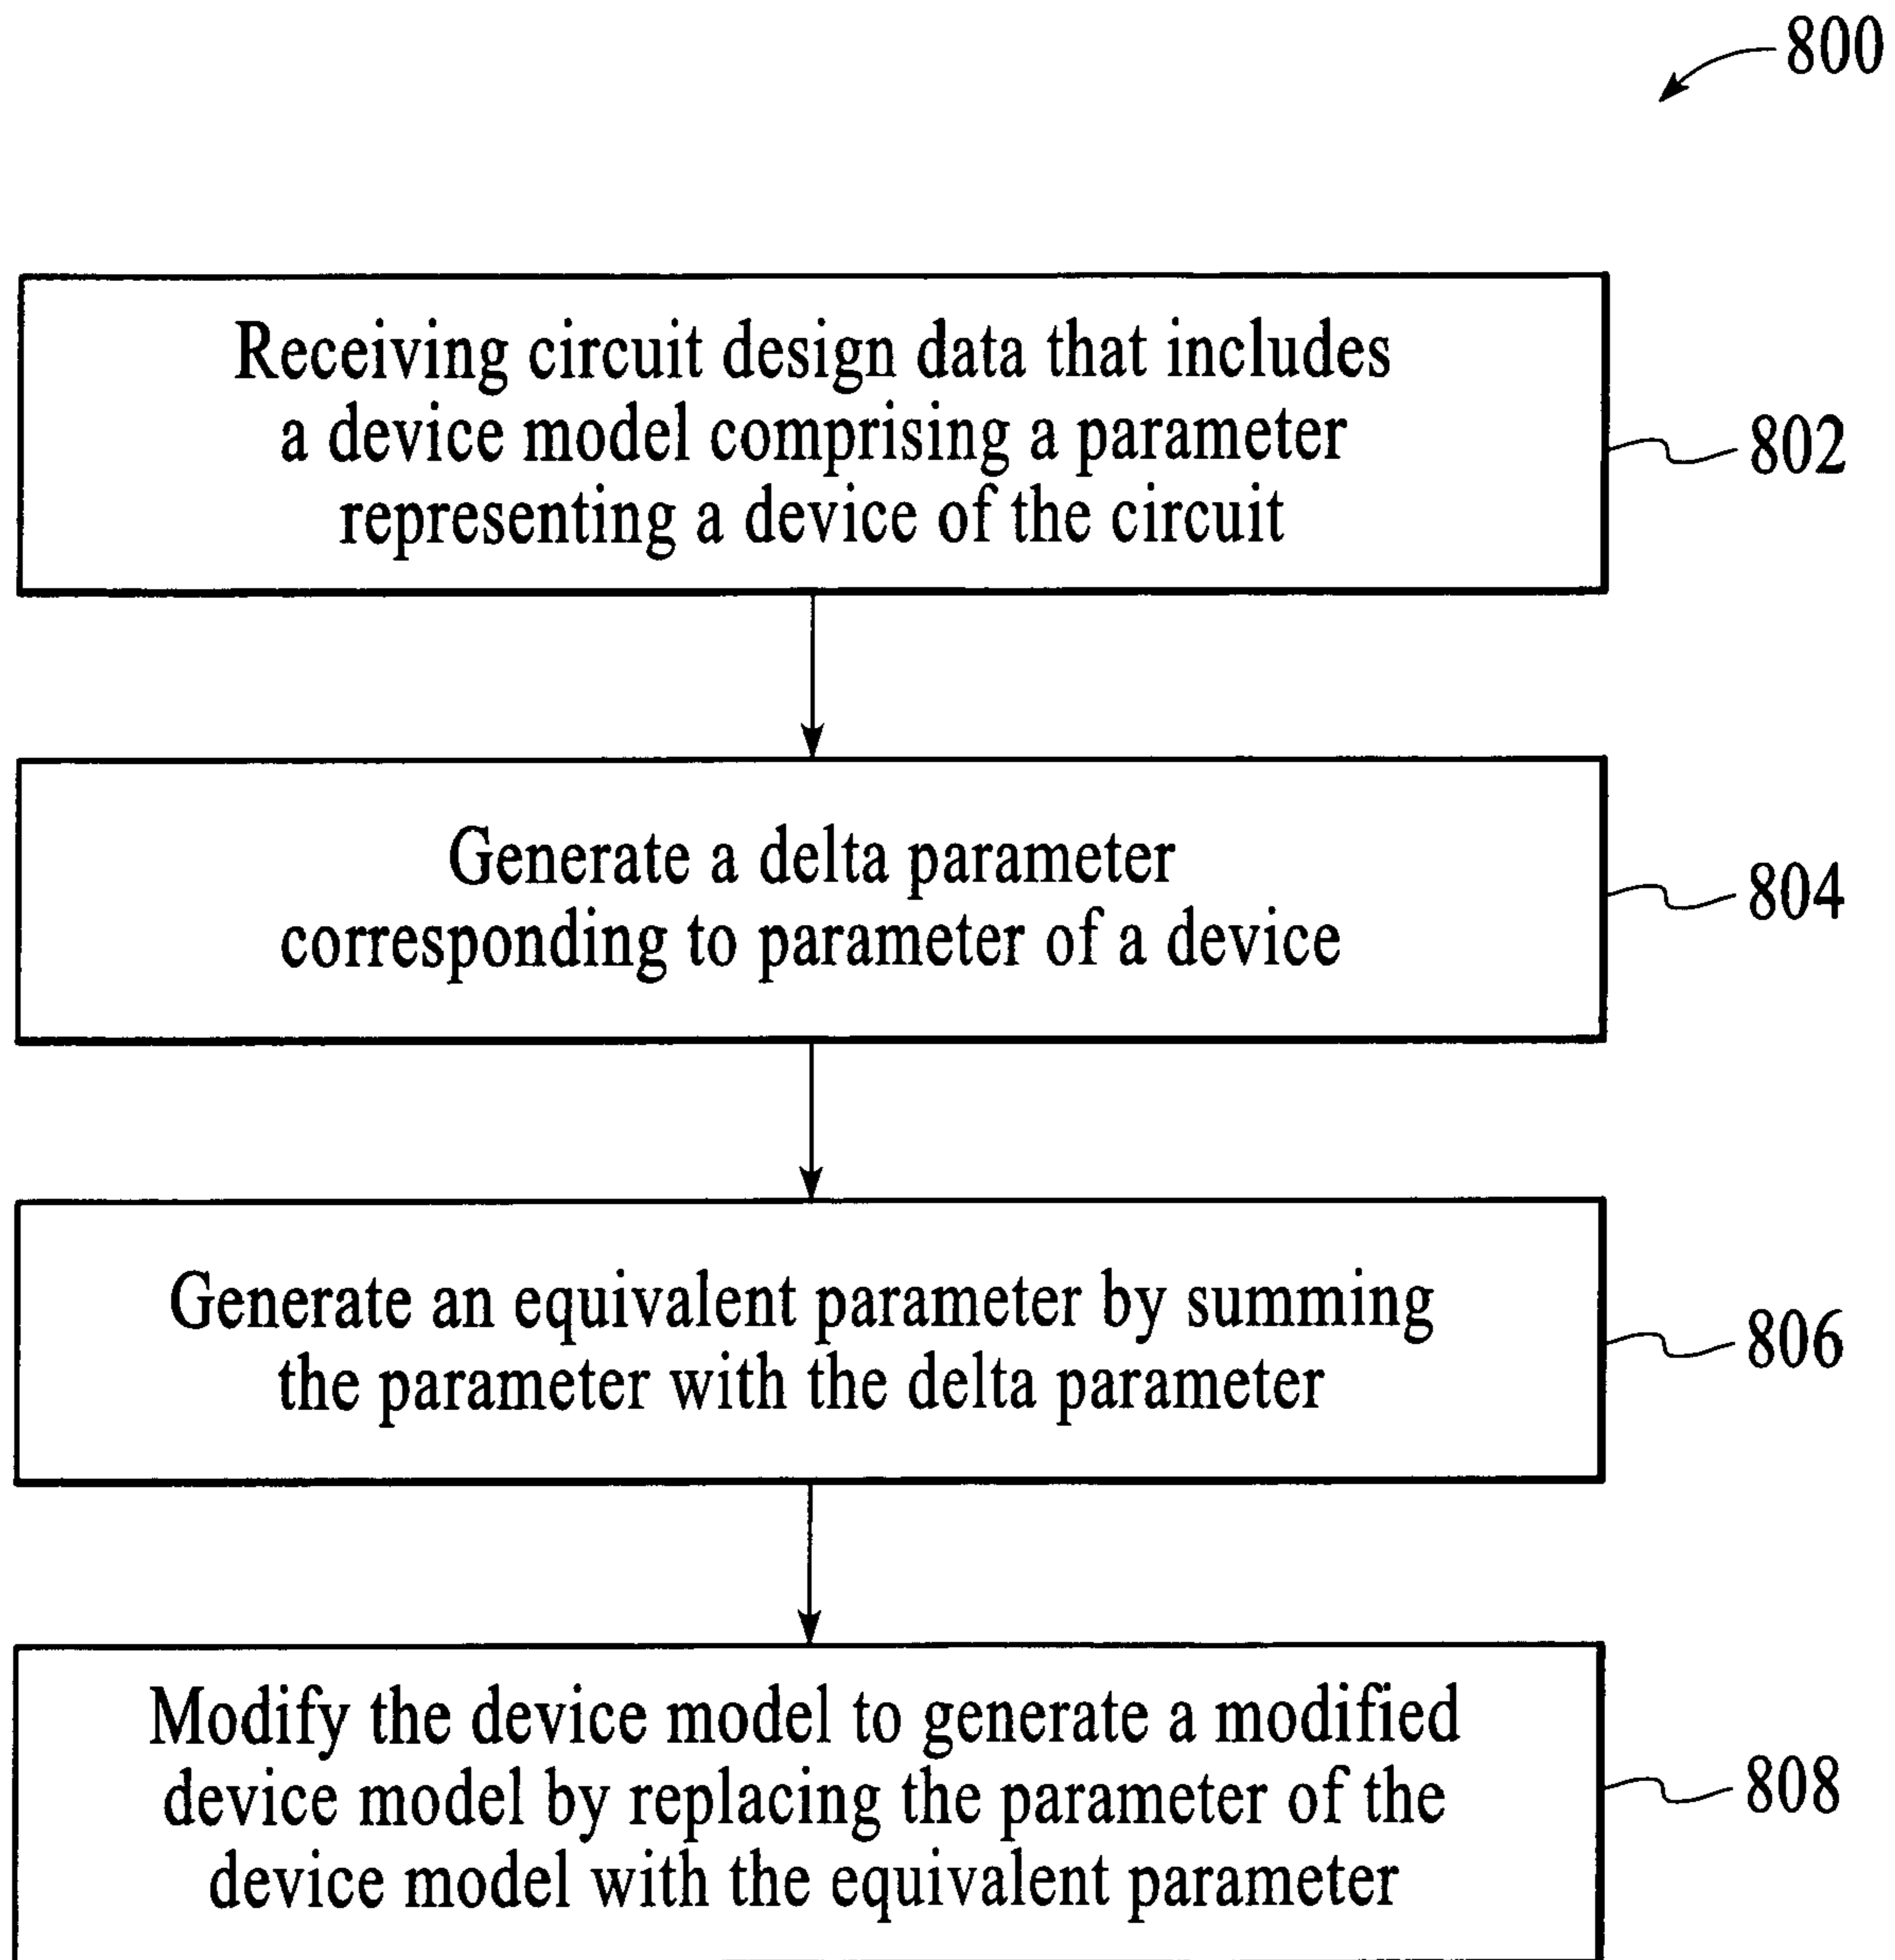 800
Receiving circuit design data that includes
a device model comprising a parameter
representing a device of the circuit
802
Generate a delta parameter
corresponding to parameter of a device
804
Generate an equivalent parameter by summing
the parameter with the delta parameter
806
Modify the device model to generate a modified
device model by replacing the parameter of the
device model with the equivalent parameter
808